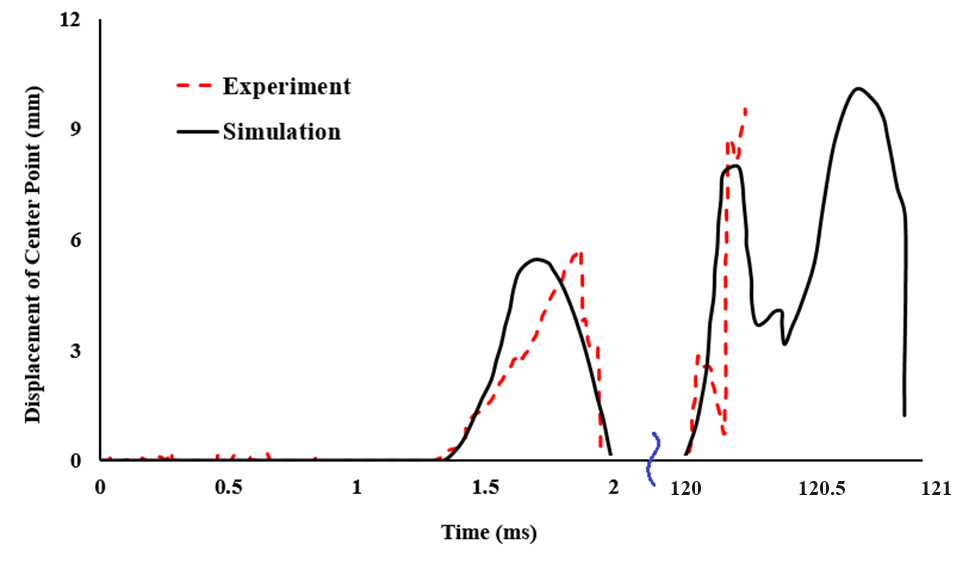 12
Experiment
9
Simulation
6
3
0
Displacement of Center Point (mm)
0 0.5 1 1.5 2 120 120.5 121
Time (ms)